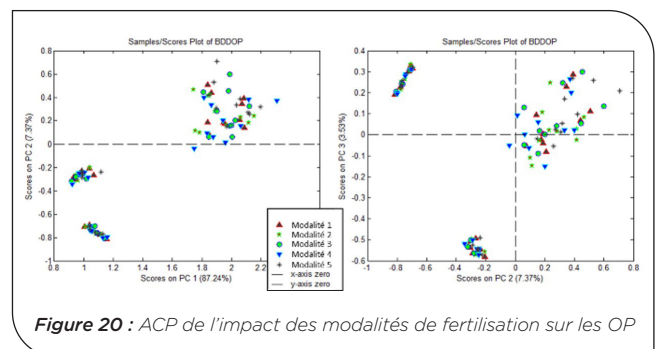 Samples/Scores Plot of BDDOP
Scores on PC 2 (7.37%)
0.8
0.6
0.4
0.2
0
-0.2
-0.4
-0.6
-0.8
-1
0.8 1 1.2 1.4 1.6 1.8 2 2.2
Scores on PC 1 (87.24%)
Modalité 1
Modalité 2
Modalité 3
Modalité 4
Modalité 5
x-axis zero
y-axis zero
Samples/Scores Plot of BDDOP
Scores on PC 3 (3.53%)
0.4
0.3
0.2
0.1
0
-0.1
-0.2
-0.3
-0.4
-0.5
-0.6
-1 -0.8 -0.6 -0.4 -0.2 0 0.2 0.4 0.6 0.8
Scores on PC 2 (7.37%)
Figure 20 : ACP de l'impact des modalités de fertilisation sur les OP